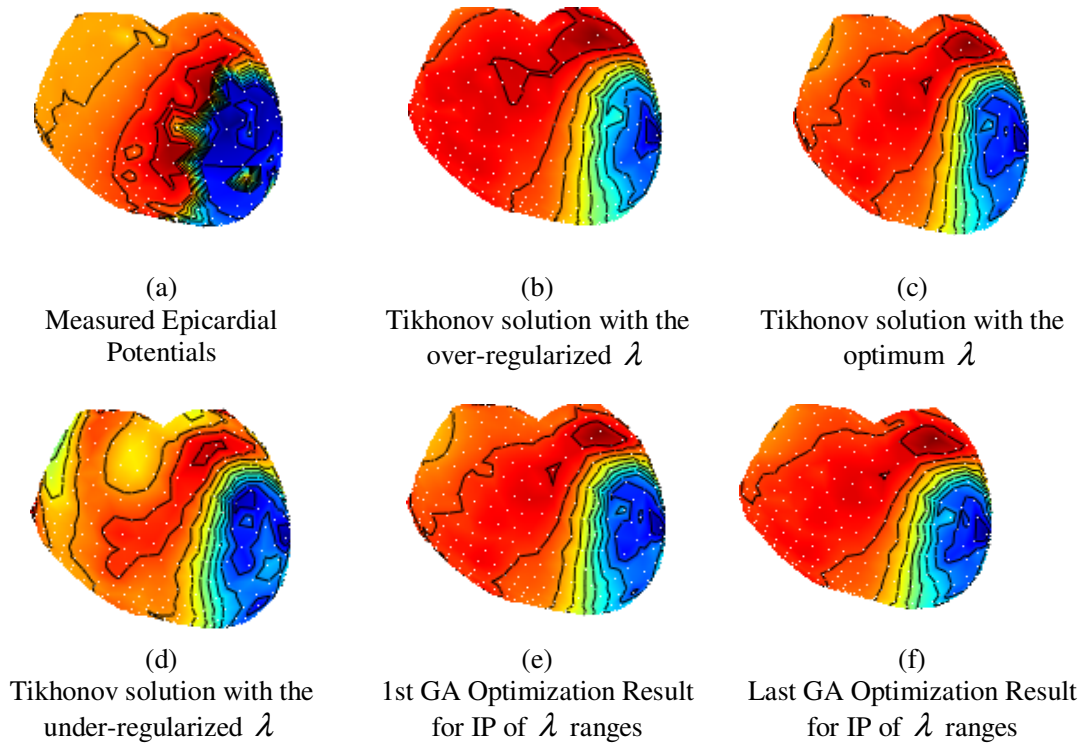 (a)
Measured Epicardial
Potentials
(b)
Tikhonov solution with the
over-regularized λ
(c)
Tikhonov solution with the
optimum λ
(d)
Tikhonov solution with the
under-regularized λ
(e)
1st GA Optimization Result
for IP of λ ranges
(f)
Last GA Optimization Result
for IP of λ ranges